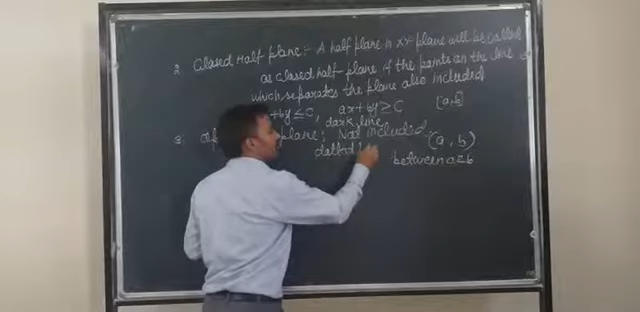 2. Closed Half plane:- A half plane in XY-plane will be called
as closed half-plane if the points on the line
which separates the plane also included
+by ≤ C, ax+by ≥ C [a,b]
dark line
3. plane: Not included (a, b)
dotted between a & b